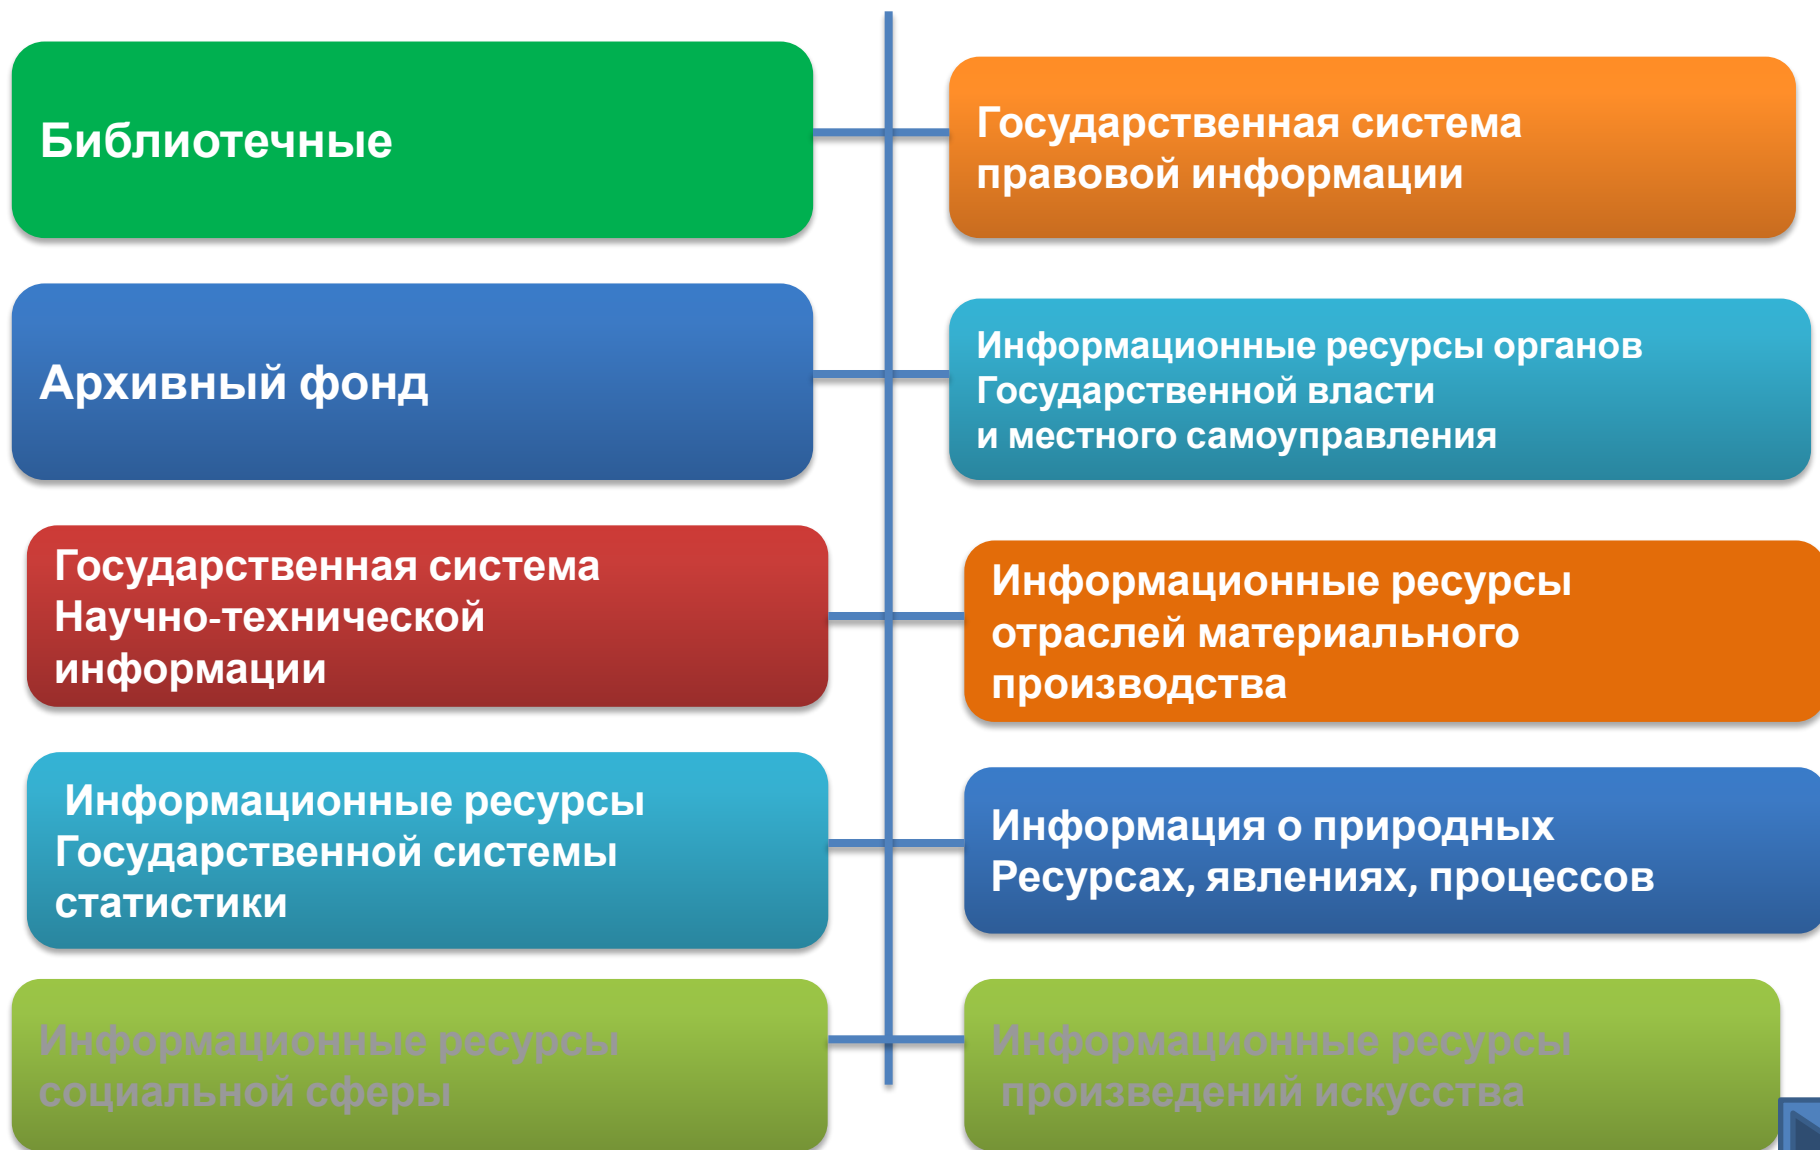 Библиотечные
Государственная система
правовой информации
Архивный фонд
Информационные ресурсы органов
Государственной власти
и местного самоуправления
Государственная система
Научно-технической
информации
Информационные ресурсы
отраслей материального
производства
Информационные ресурсы
Государственной системы
статистики
Информация о природных
Ресурсах, явлениях, процессов
Информационные ресурсы
социальной сферы
Информационные ресурсы
произведений искусства